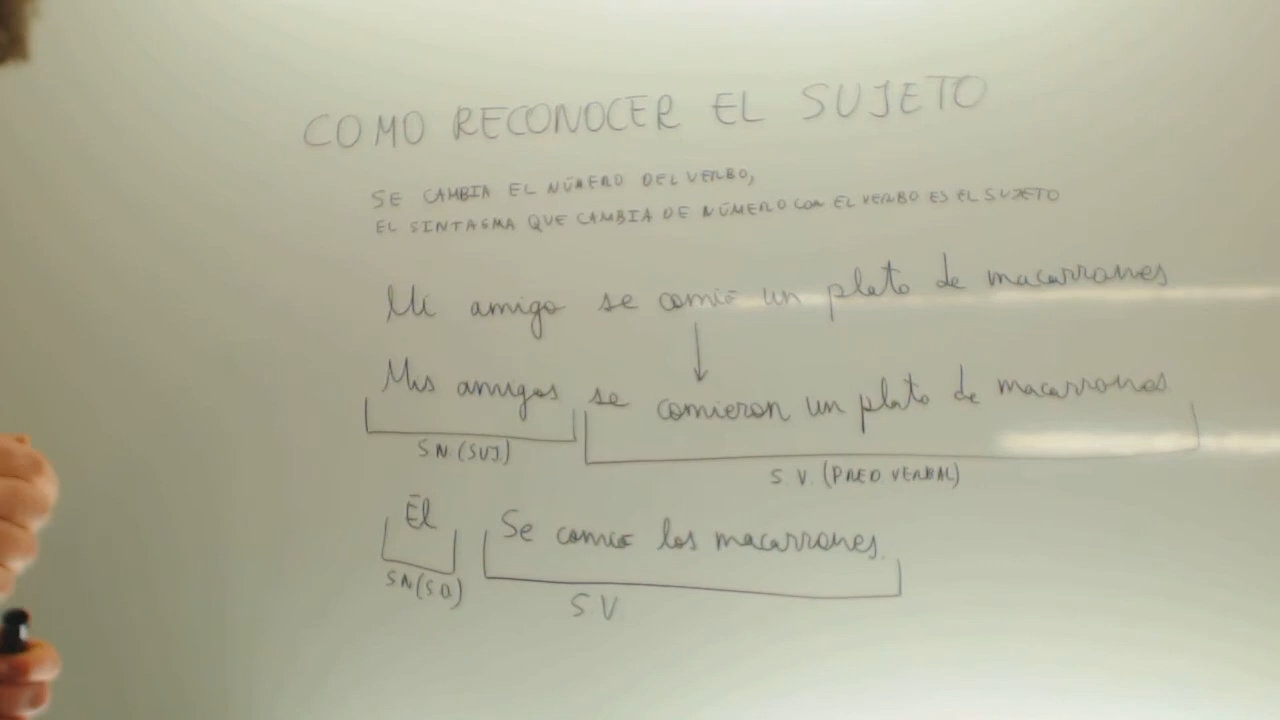 COMO RECONOCER EL SUJETO
SE CAMBIA EL NÚMERO DEL VERBO,
EL SINTAGMA QUE CAMBIA DE NÚMERO CON EL VERBO ES EL SUJETO
Mi amigo se comió un plato de macarrones
Mis amigos se comieron un plato de macarrones
S.N. (SUJ.)
S.V. (PRED. VERBAL)
Él Se comió los macarrones.
SN(S.O)
S.V